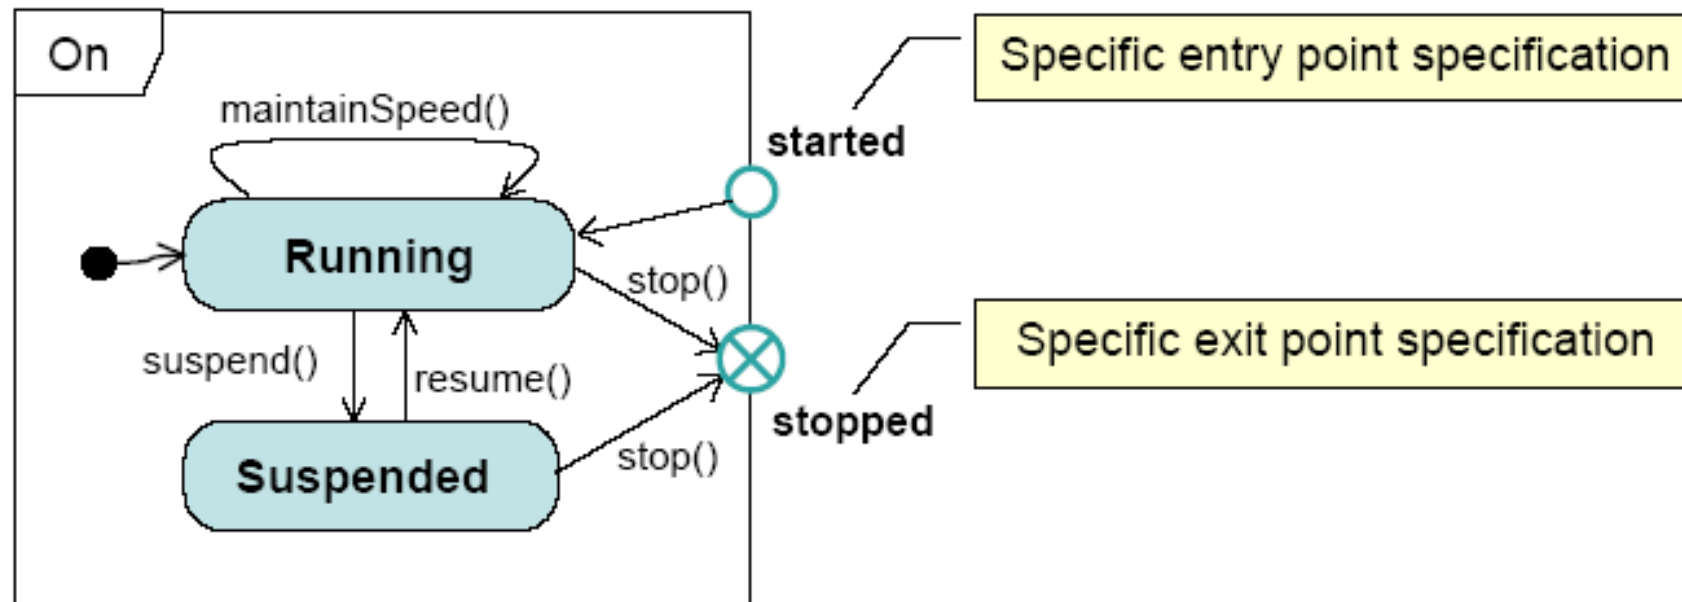 On
Specific entry point specification
maintainSpeed()
started
Running
stop()
Specific exit point specification
suspend()
resume()
stopped
Suspended
stop()